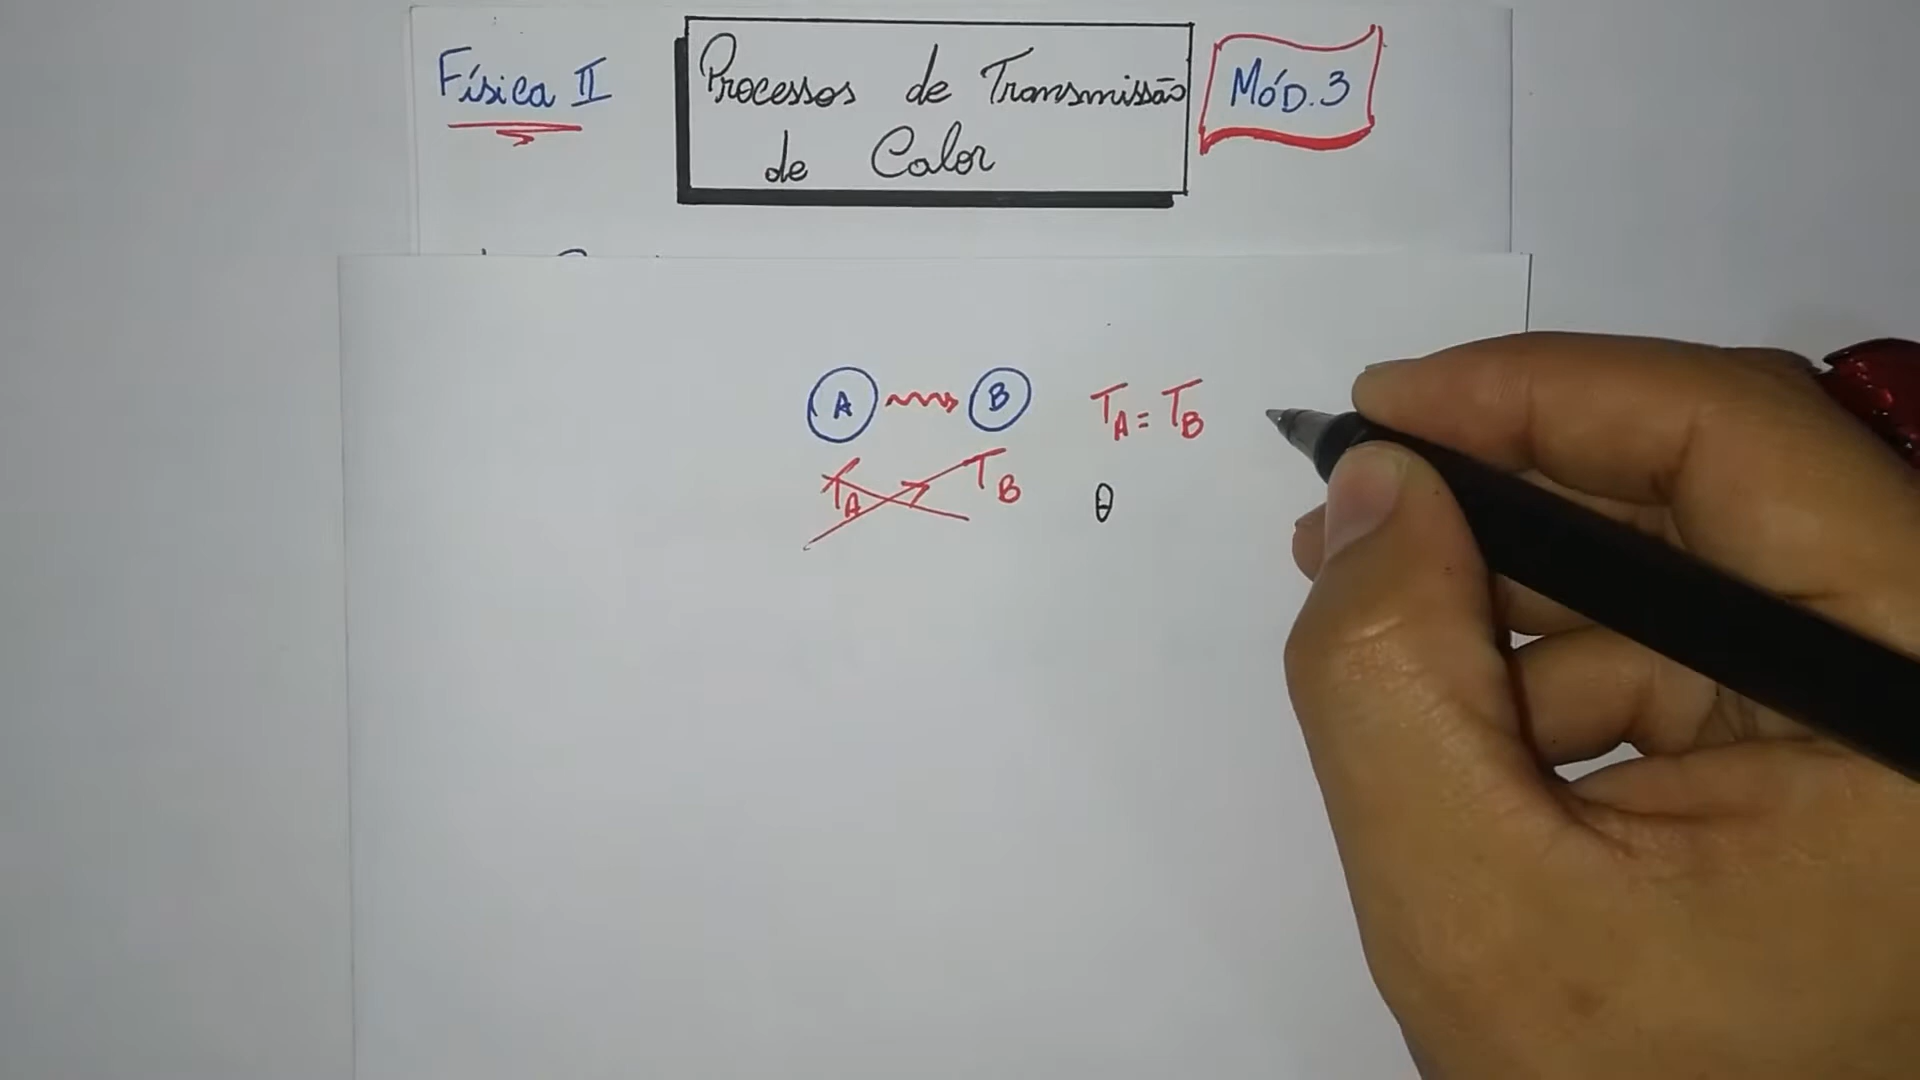 Física II
Processos de Transmissão
de Calor
MóD.3
A B TA = TB
TA TB θ